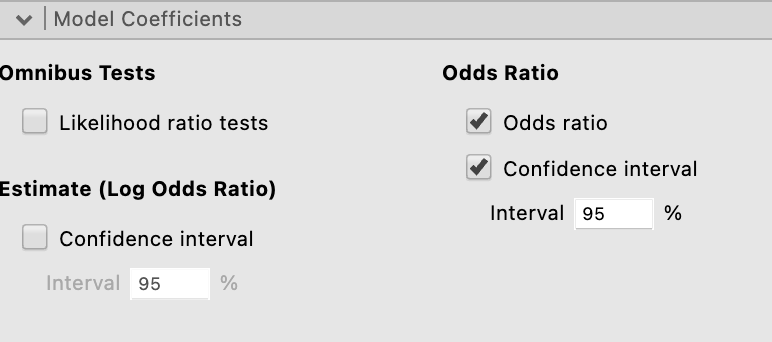 Model Coefficients
Omnibus Tests
Likelihood ratio tests
Estimate (Log Odds Ratio)
Confidence interval
Interval 95 %
Odds Ratio
Odds ratio
Confidence interval
Interval 95 %